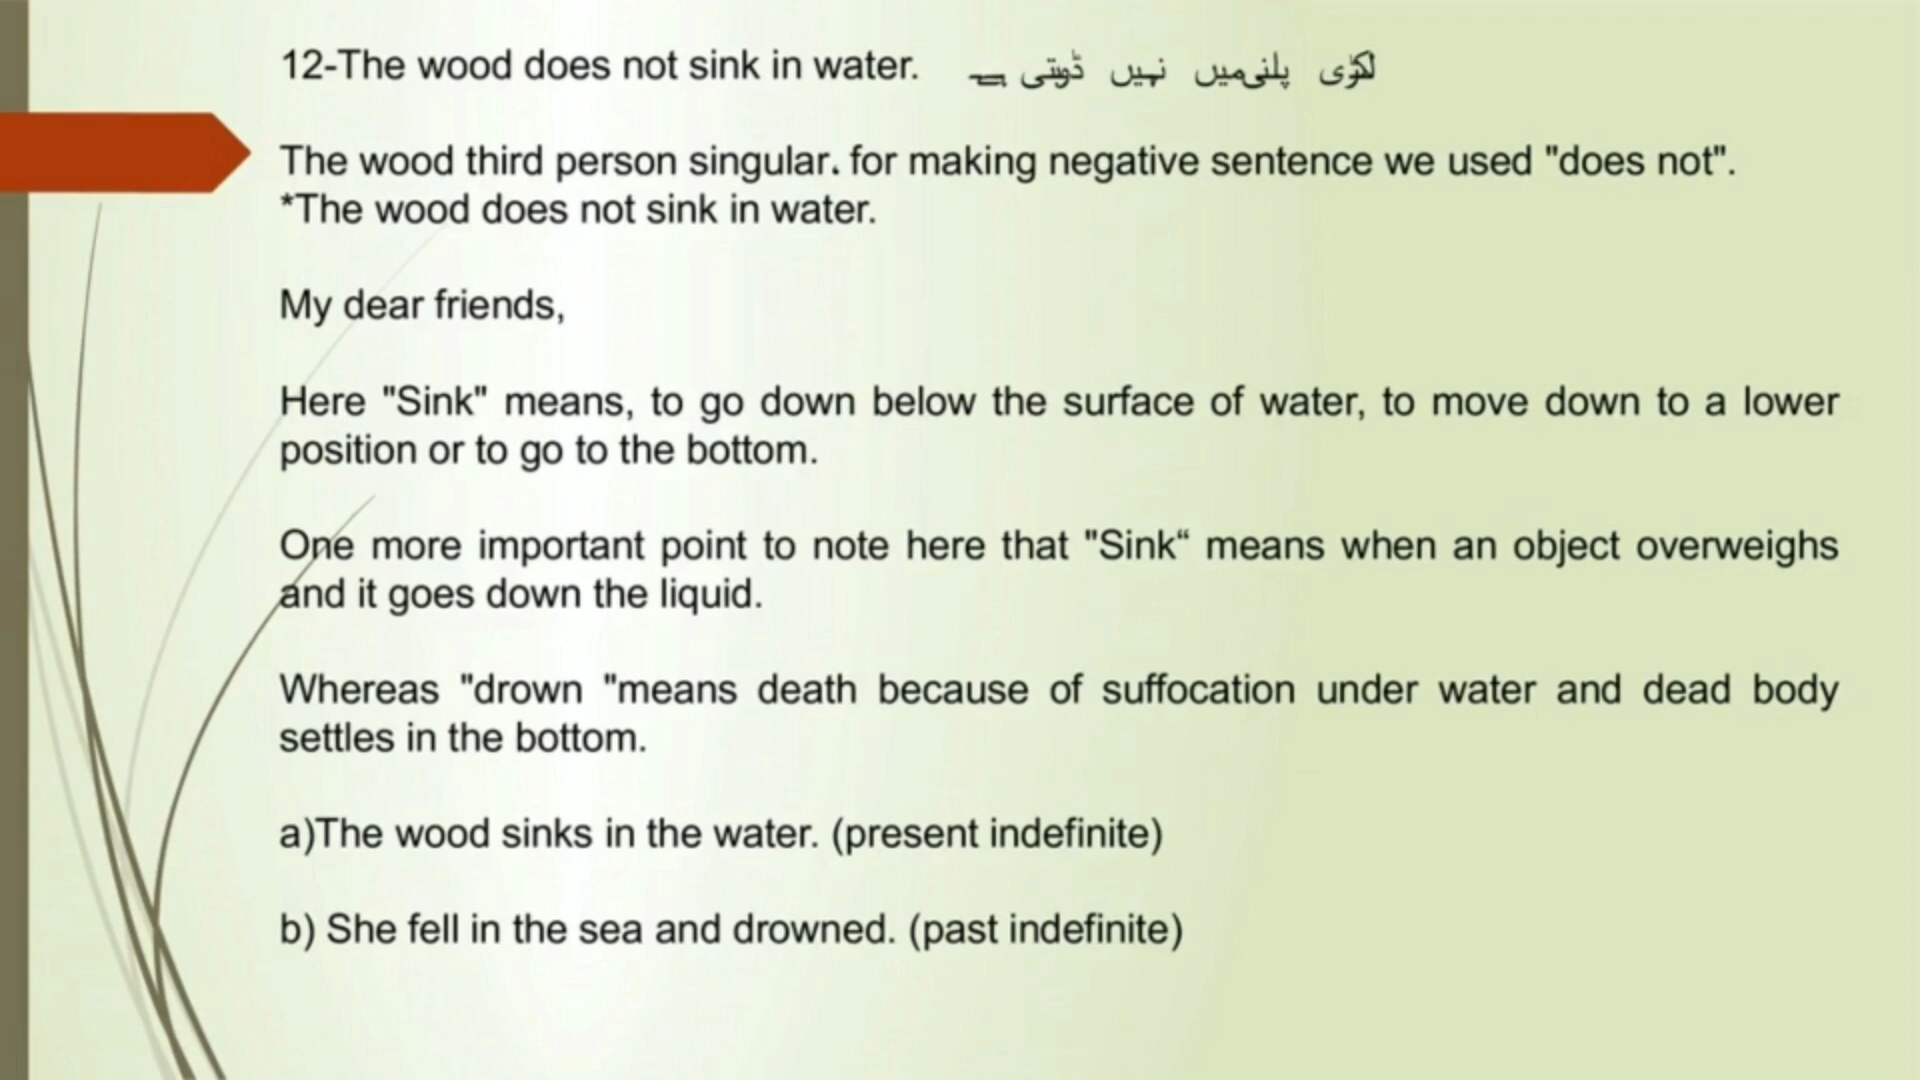 12-The wood does not sink in water. لکڑی پانی میں نہیں ڈوبتی ہے
The wood third person singular. for making negative sentence we used "does not".
*The wood does not sink in water.
My dear friends,
Here "Sink" means, to go down below the surface of water, to move down to a lower
position or to go to the bottom.
One more important point to note here that "Sink“ means when an object overweighs
and it goes down the liquid.
Whereas "drown "means death because of suffocation under water and dead body
settles in the bottom.
a)The wood sinks in the water. (present indefinite)
b) She fell in the sea and drowned. (past indefinite)